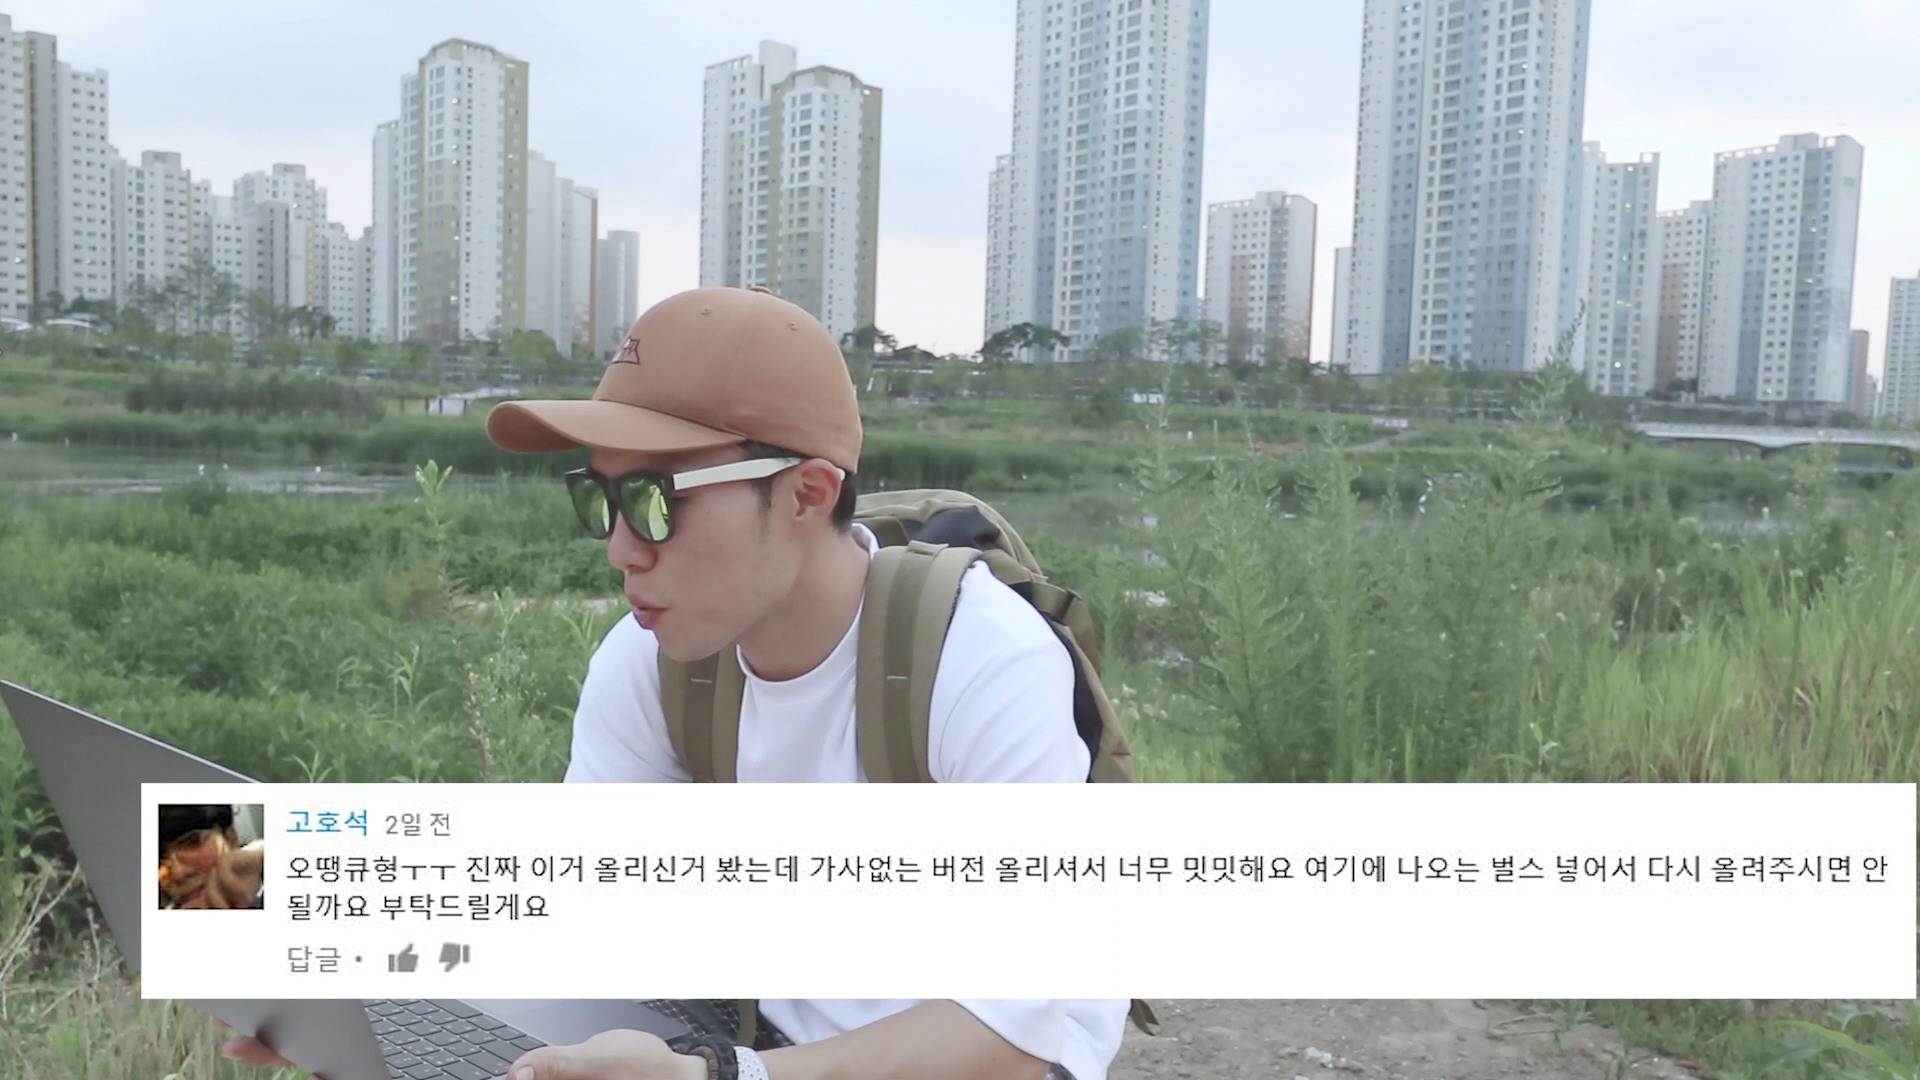 고호석 2일 전
오땡큐형ㅜㅜ 진짜 이거 올리신거 봤는데 가사없는 버전 올리셔서 너무 밋밋해요 여기에 나오는 벌스 넣어서 다시 올려주시면 안
될까요 부탁드릴게요
답글 •